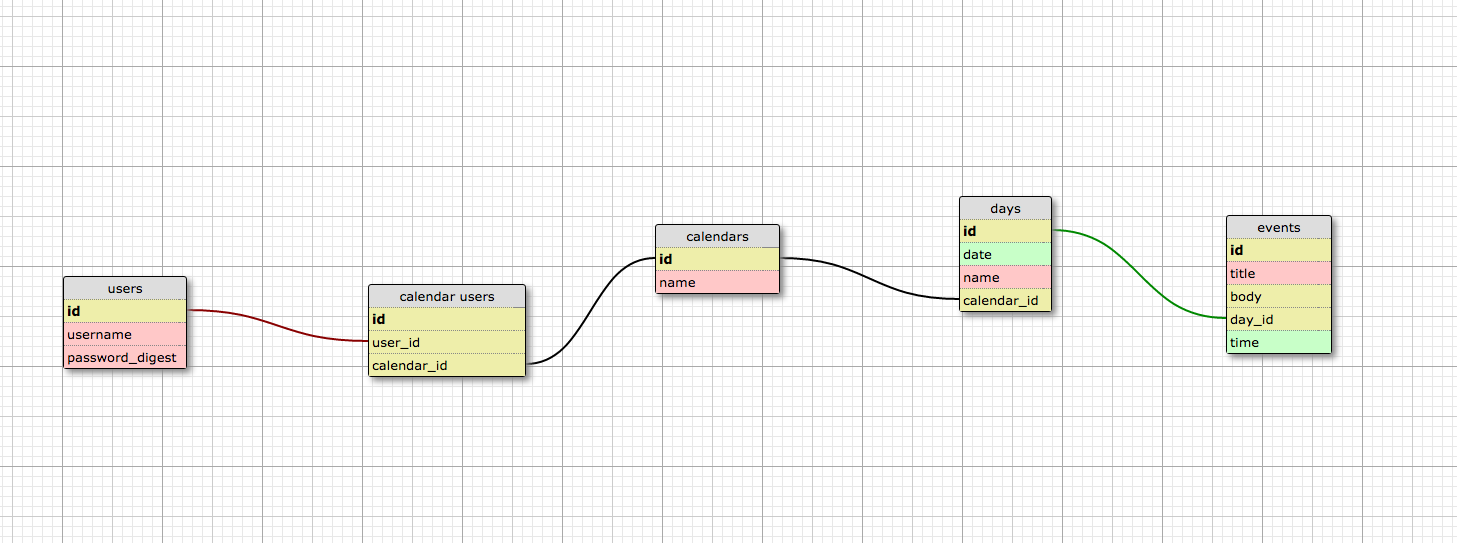 users
id
username
password_digest
calendar users
id
user_id
calendar_id
calendars
id
name
days
id
date
name
calendar_id
events
id
title
body
day_id
time